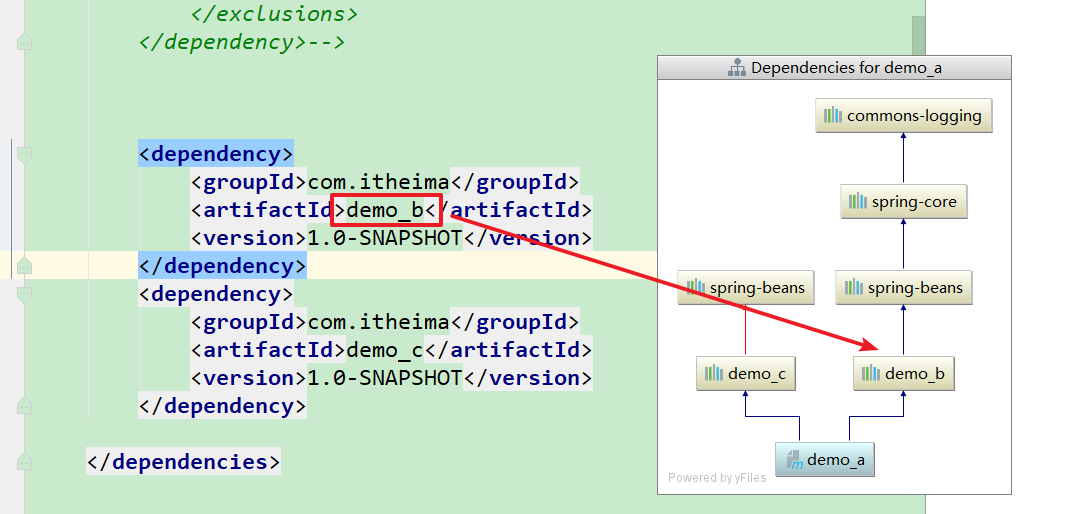 </exclusions>
</dependency>-->
<dependency>
<groupId>com.itheima</groupId>
<artifactId>demo_b</artifactId>
<version>1.0-SNAPSHOT</version>
</dependency>
<dependency>
<groupId>com.itheima</groupId>
<artifactId>demo_c</artifactId>
<version>1.0-SNAPSHOT</version>
</dependency>
</dependencies>
Dependencies for demo_a
commons-logging
spring-core
spring-beans
spring-beans
demo_c
demo_b
demo_a
Powered by yFiles